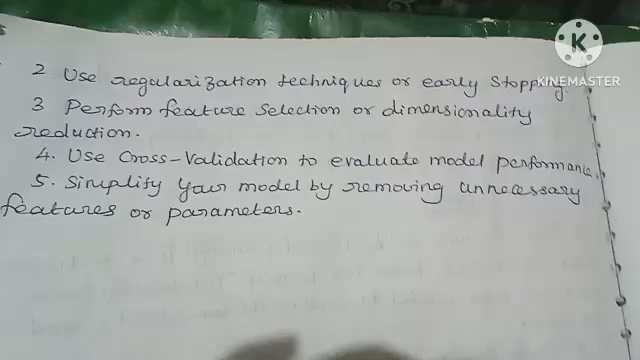 K
KINEMASTER
2 Use regularization techniques or early stopping.
3 Perform feature selection or dimensionality
reduction.
4. Use Cross-Validation to evaluate model performance.
5. Simplify your model by removing unnecessary
features or parameters.